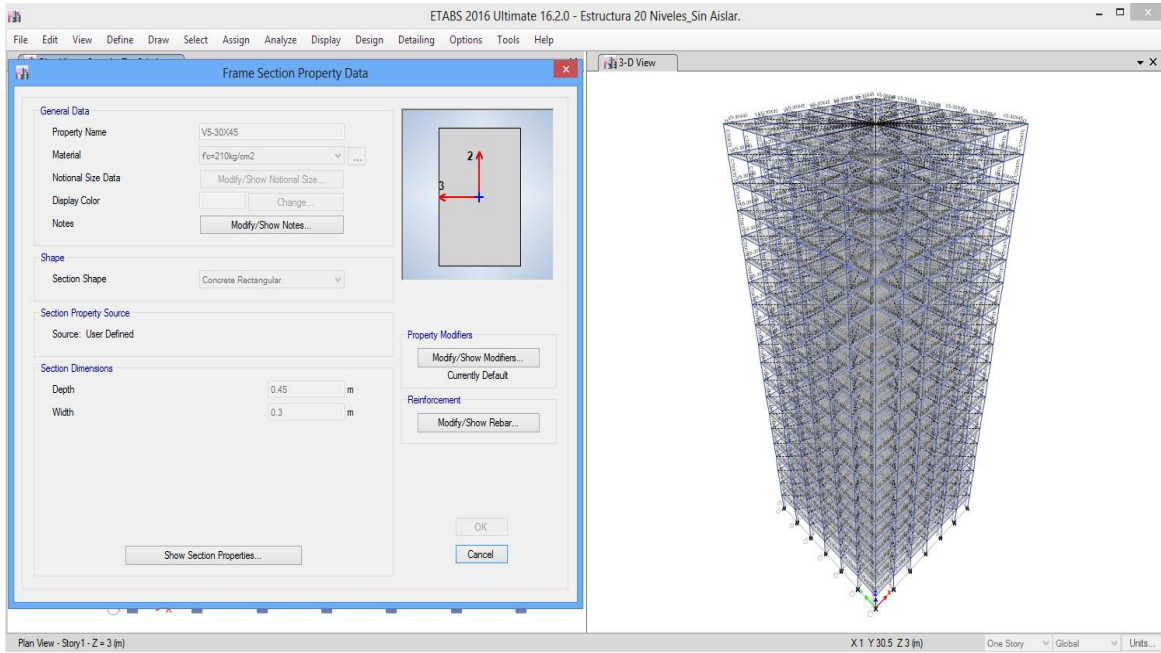 ETABS 2016 Ultimate 16.2.0 - Estructura 20 Niveles_Sin Aislar.
File Edit View Define Draw Select Assign Analyze Display Design Detailing Options Tools Help
3-D View
Frame Section Property Data
General Data
Property Name V5-30X45
Material f'c=210kg/cm2 ...
Notional Size Data Modify/Show Notional Size...
Display Color Change...
Notes Modify/Show Notes...
2
3
Shape
Section Shape Concrete Rectangular
Section Property Source
Source: User Defined
Property Modifiers
Modify/Show Modifiers...
Currently Default
Section Dimensions
Depth 0.45 m
Width 0.3 m
Reinforcement
Modify/Show Rebar...
OK
Show Section Properties...
Cancel
X
Plan View - Story1 - Z = 3 (m) X 1 Y 30.5 Z 3 (m) One Story Global Units...